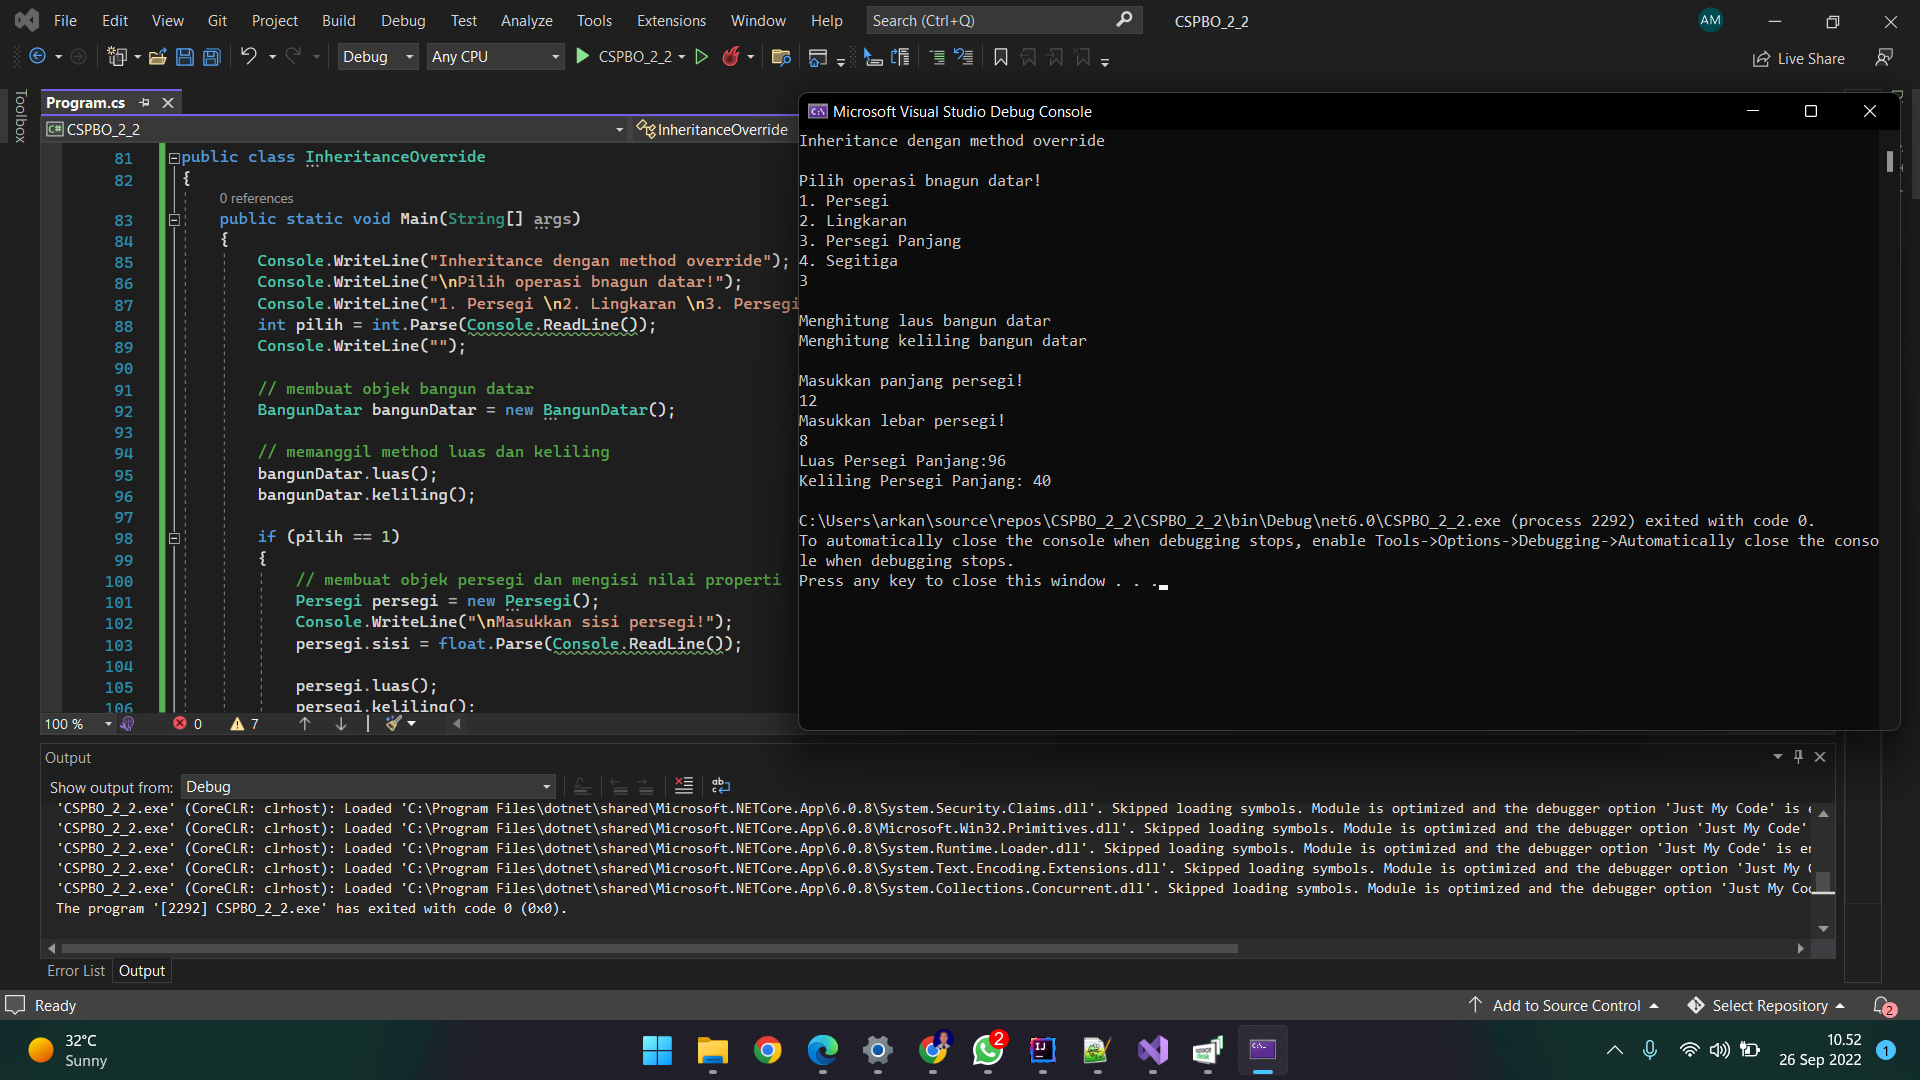 File Edit View Git Project Build Debug Test Analyze Tools Extensions Window Help Search (Ctrl+Q) CSPBO_2_2 AM
Debug Any CPU CSPBO_2_2 Live Share
Toolbox
Program.cs
C# CSPBO_2_2 InheritanceOverride
81 public class InheritanceOverride
82 {
0 references
83 public static void Main(String[] args)
84 {
85 Console.WriteLine("Inheritance dengan method override");
86 Console.WriteLine("\nPilih operasi bnagun datar!");
87 Console.WriteLine("1. Persegi \n2. Lingkaran \n3. Persegi
88 int pilih = int.Parse(Console.ReadLine());
89 Console.WriteLine("");
90
91 // membuat objek bangun datar
92 BangunDatar bangunDatar = new BangunDatar();
93
94 // memanggil method luas dan keliling
95 bangunDatar.luas();
96 bangunDatar.keliling();
97
98 if (pilih == 1)
99 {
100 // membuat objek persegi dan mengisi nilai properti
101 Persegi persegi = new Persegi();
102 Console.WriteLine("\nMasukkan sisi persegi!");
103 persegi.sisi = float.Parse(Console.ReadLine());
104
105 persegi.luas();
106 persegi.keliling();
100 % 0 7
Microsoft Visual Studio Debug Console
Inheritance dengan method override
Pilih operasi bnagun datar!
1. Persegi
2. Lingkaran
3. Persegi Panjang
4. Segitiga
3
Menghitung laus bangun datar
Menghitung keliling bangun datar
Masukkan panjang persegi!
12
Masukkan lebar persegi!
8
Luas Persegi Panjang:96
Keliling Persegi Panjang: 40
C:\Users\arkan\source\repos\CSPBO_2_2\CSPBO_2_2\bin\Debug\net6.0\CSPBO_2_2.exe (process 2292) exited with code 0.
To automatically close the console when debugging stops, enable Tools->Options->Debugging->Automatically close the conso
le when debugging stops.
Press any key to close this window . . .
Output
Show output from: Debug
'CSPBO_2_2.exe' (CoreCLR: clrhost): Loaded 'C:\Program Files\dotnet\shared\Microsoft.NETCore.App\6.0.8\System.Security.Claims.dll'. Skipped loading symbols. Module is optimized and the debugger option 'Just My Code' is
'CSPBO_2_2.exe' (CoreCLR: clrhost): Loaded 'C:\Program Files\dotnet\shared\Microsoft.NETCore.App\6.0.8\Microsoft.Win32.Primitives.dll'. Skipped loading symbols. Module is optimized and the debugger option 'Just My Code'
'CSPBO_2_2.exe' (CoreCLR: clrhost): Loaded 'C:\Program Files\dotnet\shared\Microsoft.NETCore.App\6.0.8\System.Runtime.Loader.dll'. Skipped loading symbols. Module is optimized and the debugger option 'Just My Code' is
'CSPBO_2_2.exe' (CoreCLR: clrhost): Loaded 'C:\Program Files\dotnet\shared\Microsoft.NETCore.App\6.0.8\System.Text.Encoding.Extensions.dll'. Skipped loading symbols. Module is optimized and the debugger option 'Just My
'CSPBO_2_2.exe' (CoreCLR: clrhost): Loaded 'C:\Program Files\dotnet\shared\Microsoft.NETCore.App\6.0.8\System.Collections.Concurrent.dll'. Skipped loading symbols. Module is optimized and the debugger option 'Just My
The program '[2292] CSPBO_2_2.exe' has exited with code 0 (0x0).
Error List Output
Ready Add to Source Control Select Repository 2
32°C
Sunny
2
10.52
26 Sep 2022
1